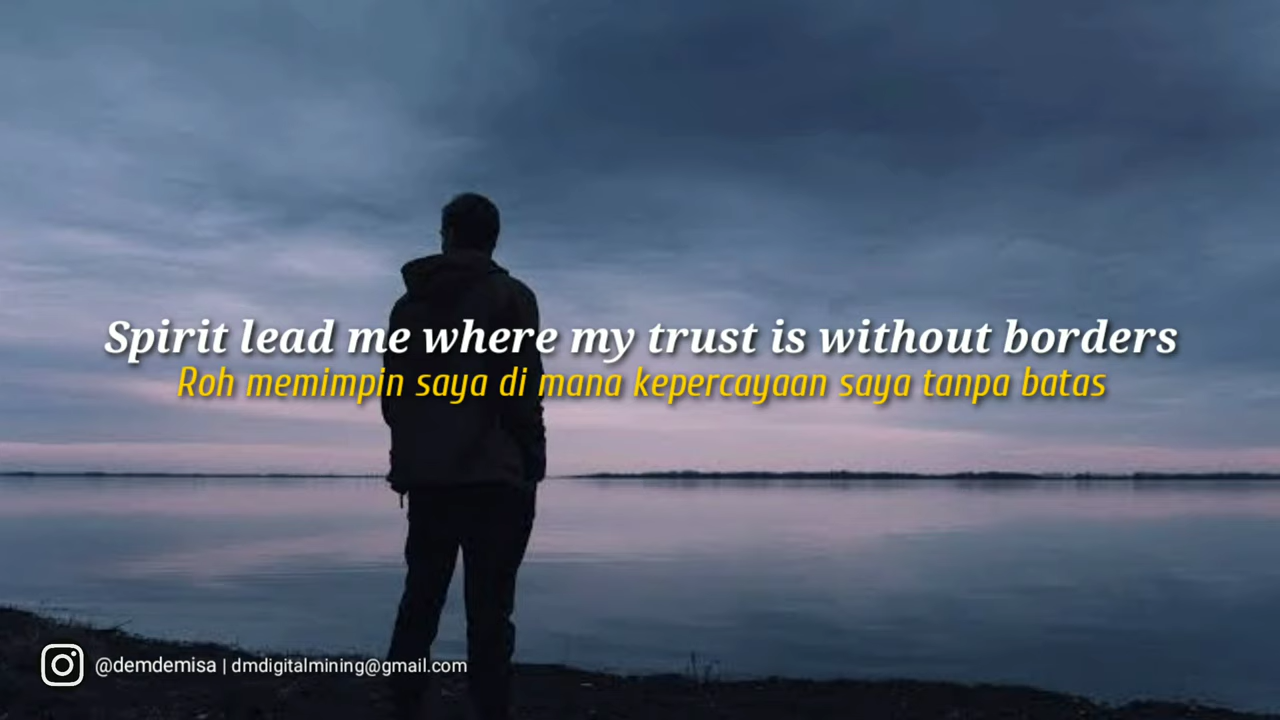 Spirit lead me where my trust is without borders
Roh memimpin saya di mana kepercayaan saya tanpa batas
@demdemisa | dmdigitalmining@gmail.com